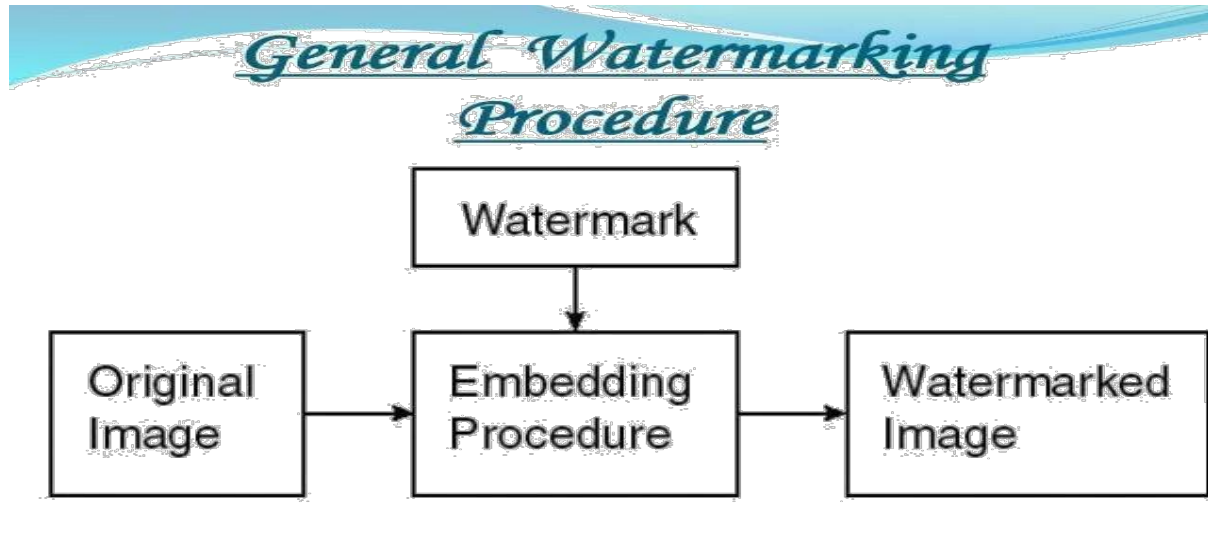 General Watermarking
Procedure
Watermark
Original
Image
Embedding
Procedure
Watermarked
Image